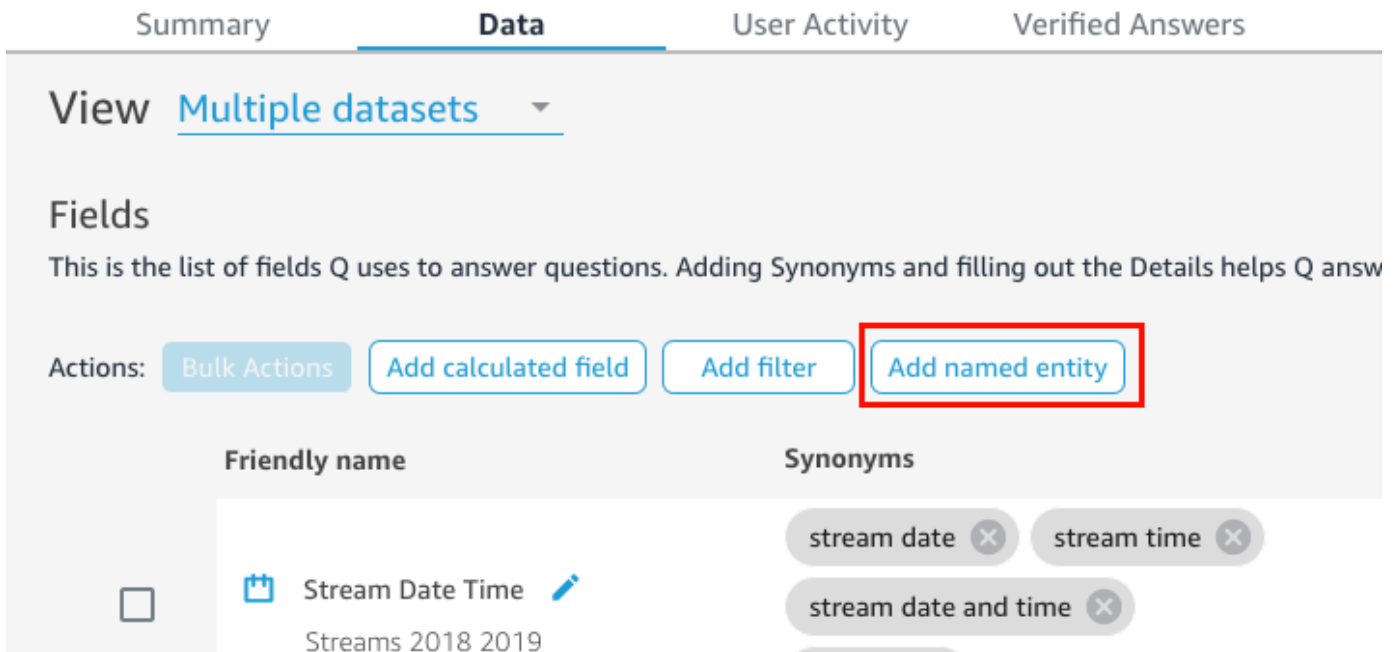 Summary Data User Activity Verified Answers
View Multiple datasets
Fields
This is the list of fields Q uses to answer questions. Adding Synonyms and filling out the Details helps Q answ
Actions: Bulk Actions Add calculated field Add filter Add named entity
Friendly name Synonyms
stream date stream time
Stream Date Time
stream date and time
Streams 2018 2019